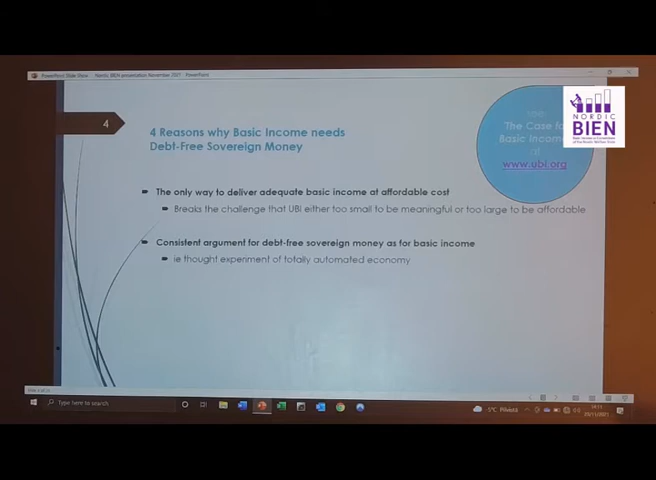 PowerPoint Slide Show - Nordic BIEN presentation November 2021 - PowerPoint
4
4 Reasons why Basic Income needs
Debt-Free Sovereign Money
The Case for
Basic Income
at
www.ubi.org
NORDIC
BIEN
The only way to deliver adequate basic income at affordable cost
Breaks the challenge that UBI either too small to be meaningful or too large to be affordable
Consistent argument for debt-free sovereign money as for basic income
ie thought experiment of totally automated economy
Type here to search